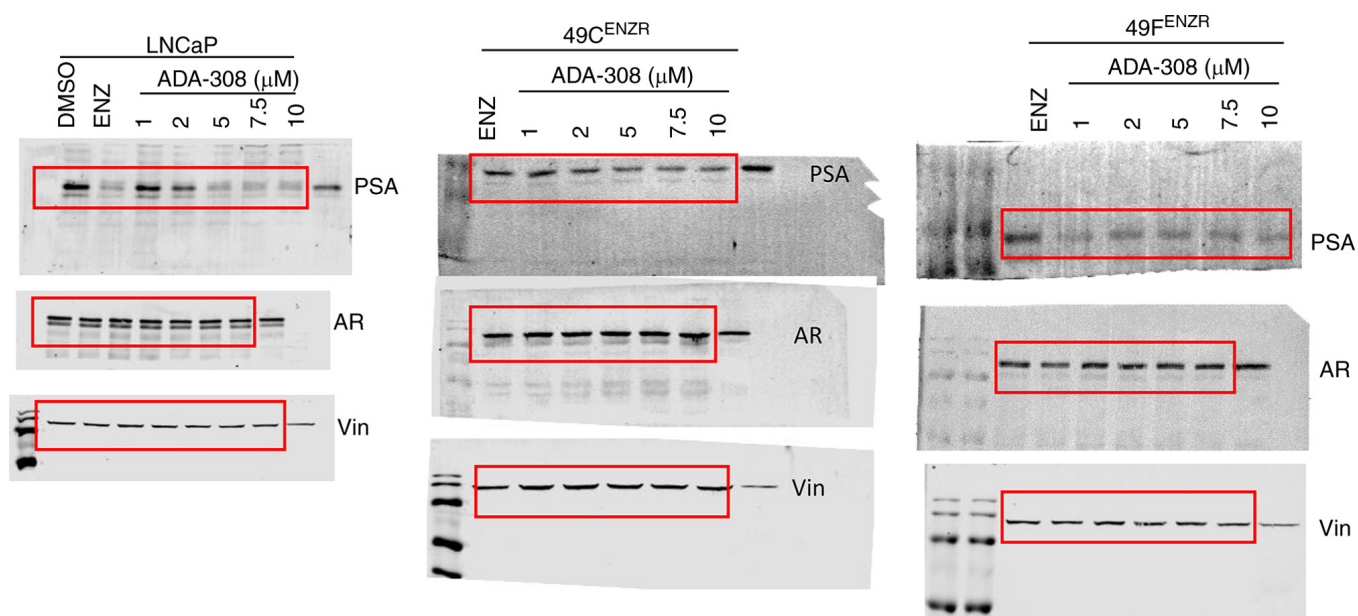 LNCaP
ADA-308 (μM)
DMSO
ENZ
1
2
5
7.5
10
PSA
AR
Vin
49C^ENZR
ADA-308 (μM)
ENZ
1
2
5
7.5
10
PSA
AR
Vin
49F^ENZR
ADA-308 (μM)
ENZ
1
2
5
7.5
10
PSA
AR
Vin